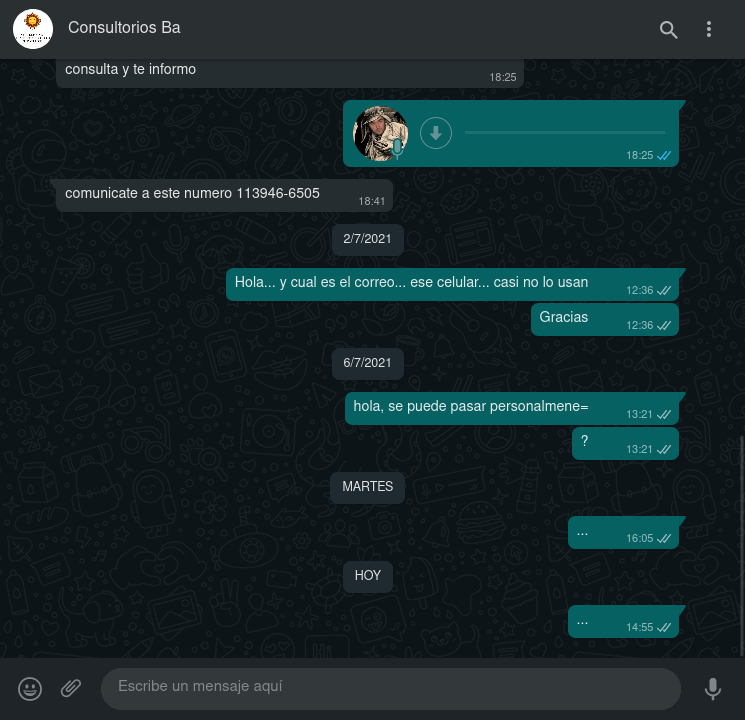 Consultorios Ba
consulta y te informo
18:25
18:25
comunicate a este numero 113946-6505
18:41
2/7/2021
Hola... y cual es el correo... ese celular... casi no lo usan
12:36
Gracias
12:36
6/7/2021
hola, se puede pasar personalmene=
13:21
?
13:21
MARTES
...
16:05
HOY
...
14:55
Escribe un mensaje aquí